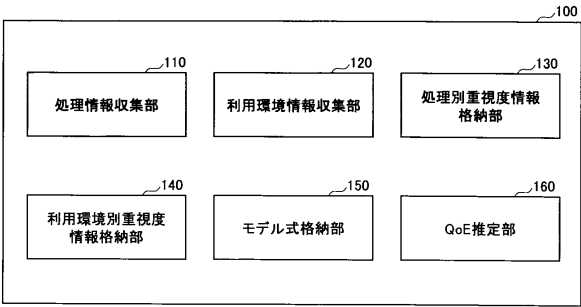 100
110
処理情報収集部
120
利用環境情報収集部
130
処理別重視度情報
格納部
140
利用環境別重視度
情報格納部
150
モデル式格納部
160
QoE推定部